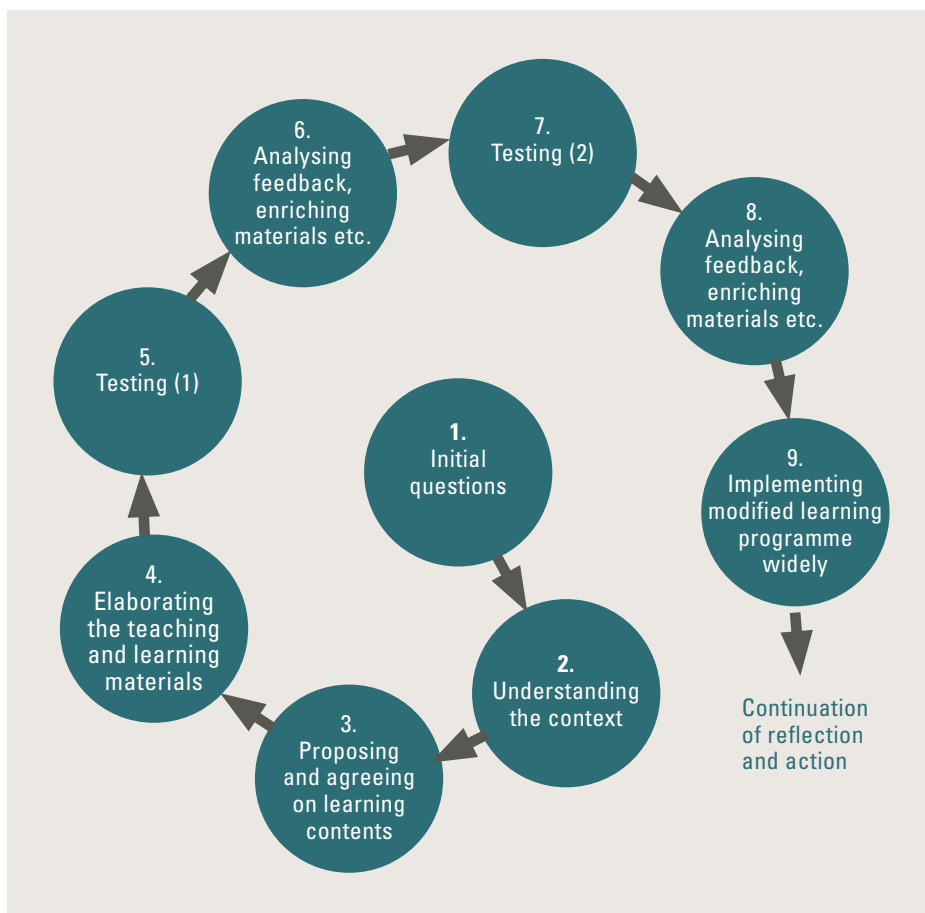 1.
Initial
questions
2.
Understanding
the context
3.
Proposing
and agreeing
on learning
contents
4.
Elaborating
the teaching
and learning
materials
5.
Testing (1)
6.
Analysing
feedback,
enriching
materials etc.
7.
Testing (2)
8.
Analysing
feedback,
enriching
materials etc.
9.
Implementing
modified learning
programme
widely
Continuation
of reflection
and action